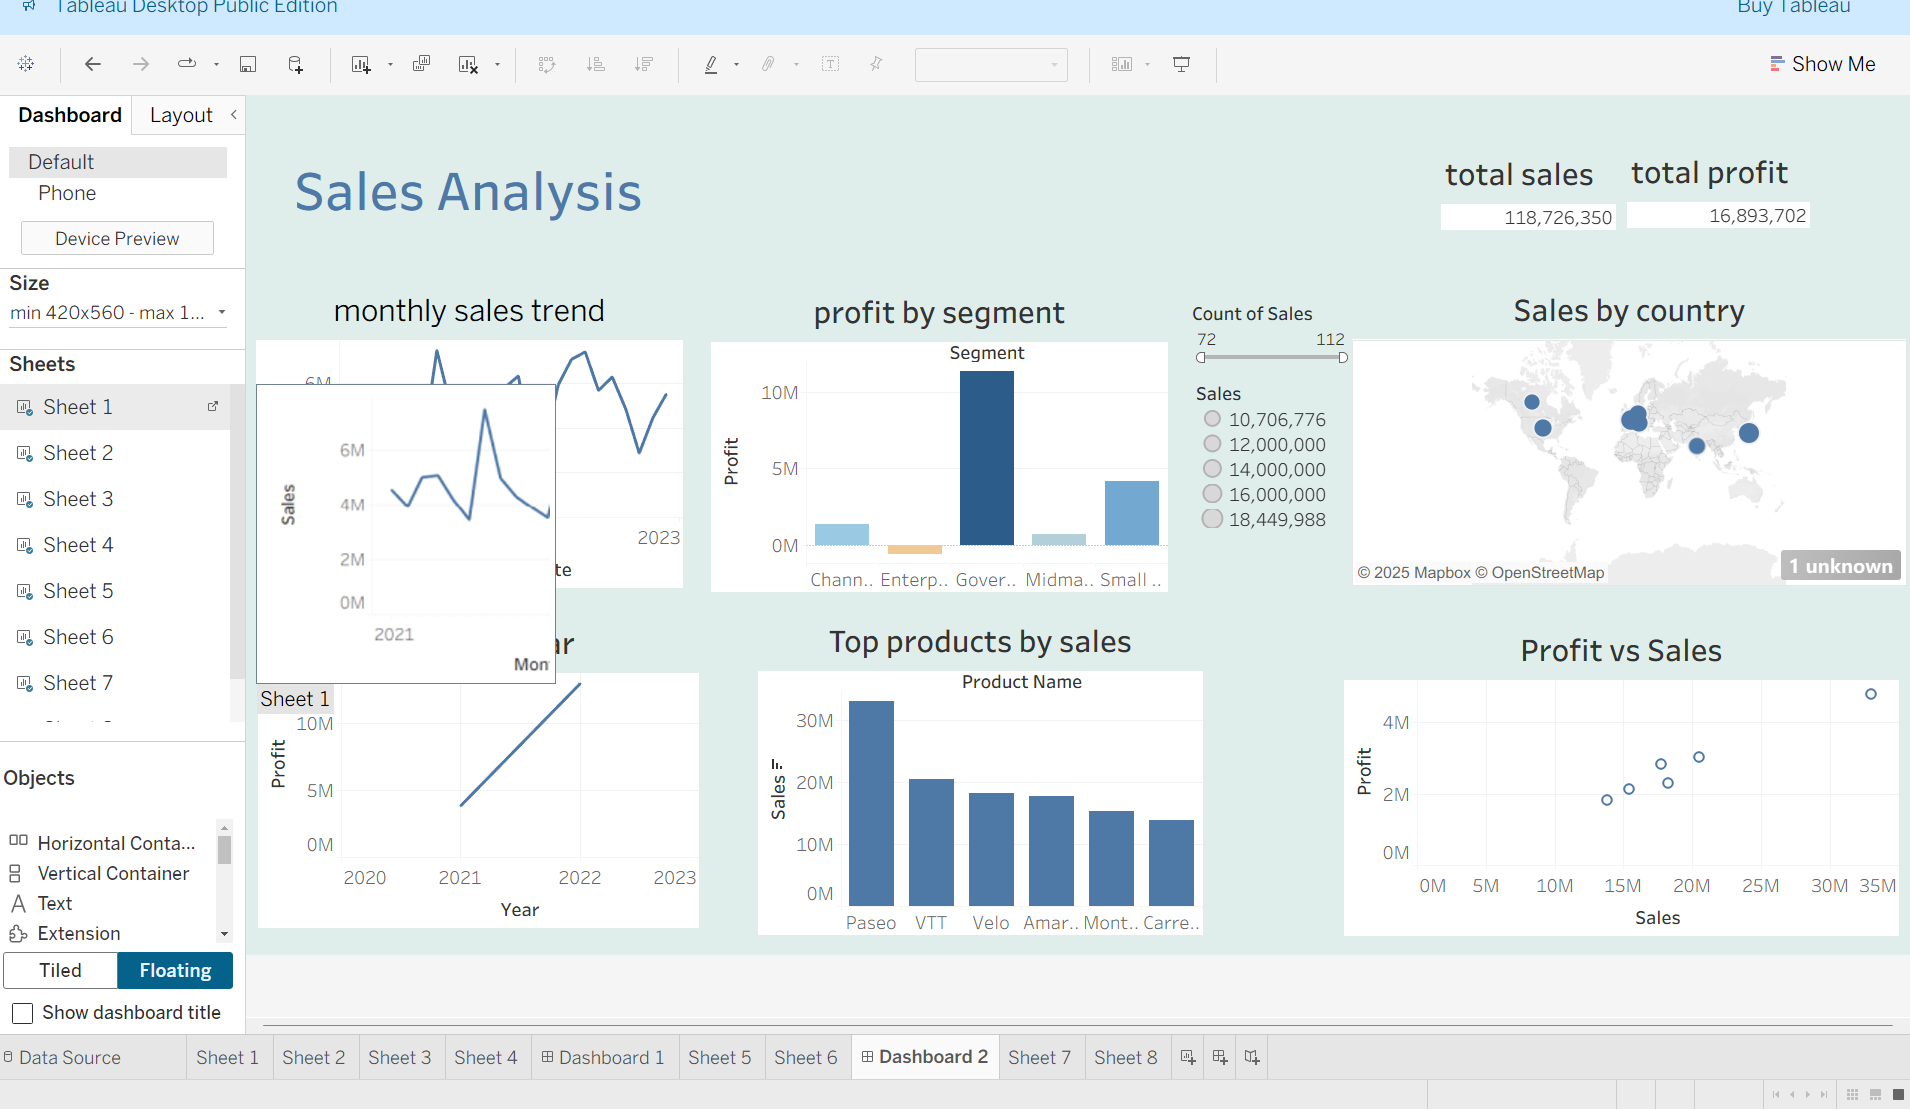 Tableau Desktop Public Edition
Buy Tableau
Show Me
Dashboard
Layout
Default
Phone
Device Preview
Size
min 420x560 - max 1...
Sheets
Sheet 1
Sheet 2
Sheet 3
Sheet 4
Sheet 5
Sheet 6
Sheet 7
Objects
Horizontal Conta...
Vertical Container
Text
Extension
Tiled
Floating
Show dashboard title
Sales Analysis
total sales
118,726,350
total profit
16,893,702
monthly sales trend
6M
2023
te
Sales
6M
4M
2M
0M
2021
Mon
Sheet 1
profit by segment
Segment
Profit
10M
5M
0M
Chann.. Enterp.. Gover.. Midma.. Small ..
Count of Sales
72 112
Sales
10,706,776
12,000,000
14,000,000
16,000,000
18,449,988
Sales by country
© 2025 Mapbox © OpenStreetMap
1 unknown
ar
Profit
10M
5M
0M
2020 2021 2022 2023
Year
Top products by sales
Product Name
Sales
30M
20M
10M
0M
Paseo VTT Velo Amar.. Mont.. Carre..
Profit vs Sales
Profit
4M
2M
0M
0M 5M 10M 15M 20M 25M 30M 35M
Sales
Data Source Sheet 1 Sheet 2 Sheet 3 Sheet 4 Dashboard 1 Sheet 5 Sheet 6 Dashboard 2 Sheet 7 Sheet 8